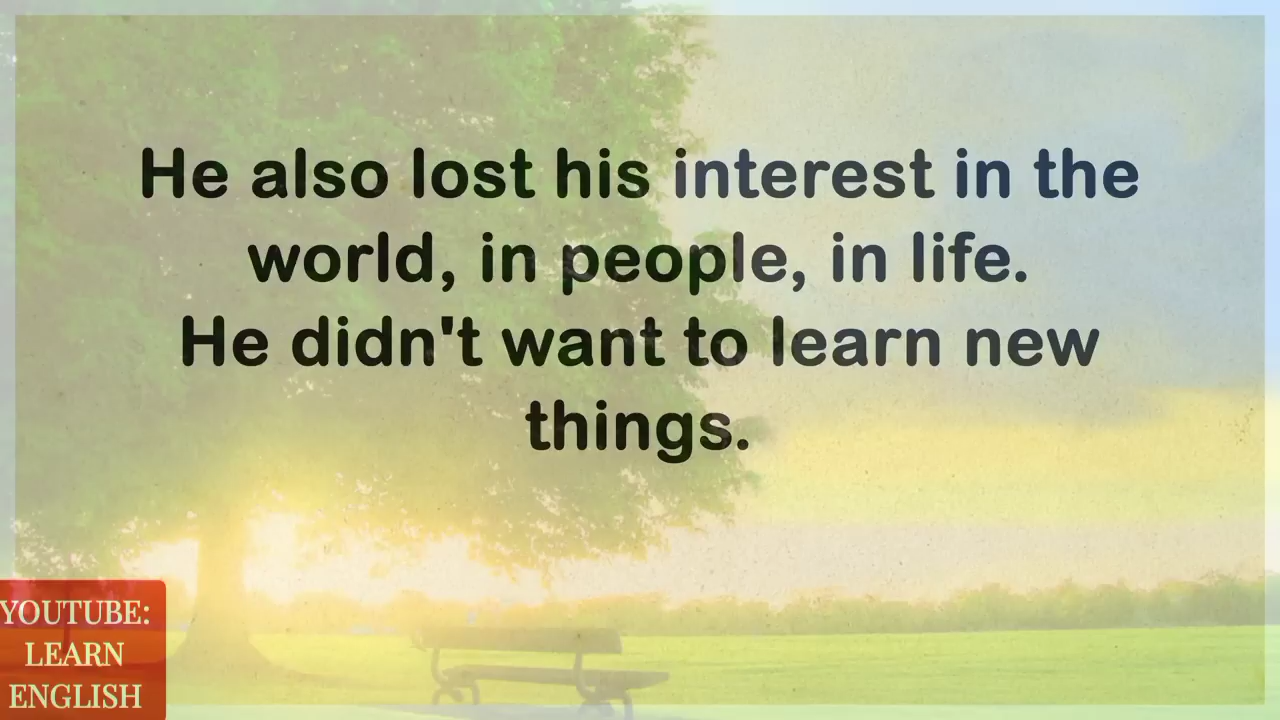 He also lost his interest in the
world, in people, in life.
He didn't want to learn new
things.
YOUTUBE:
LEARN
ENGLISH